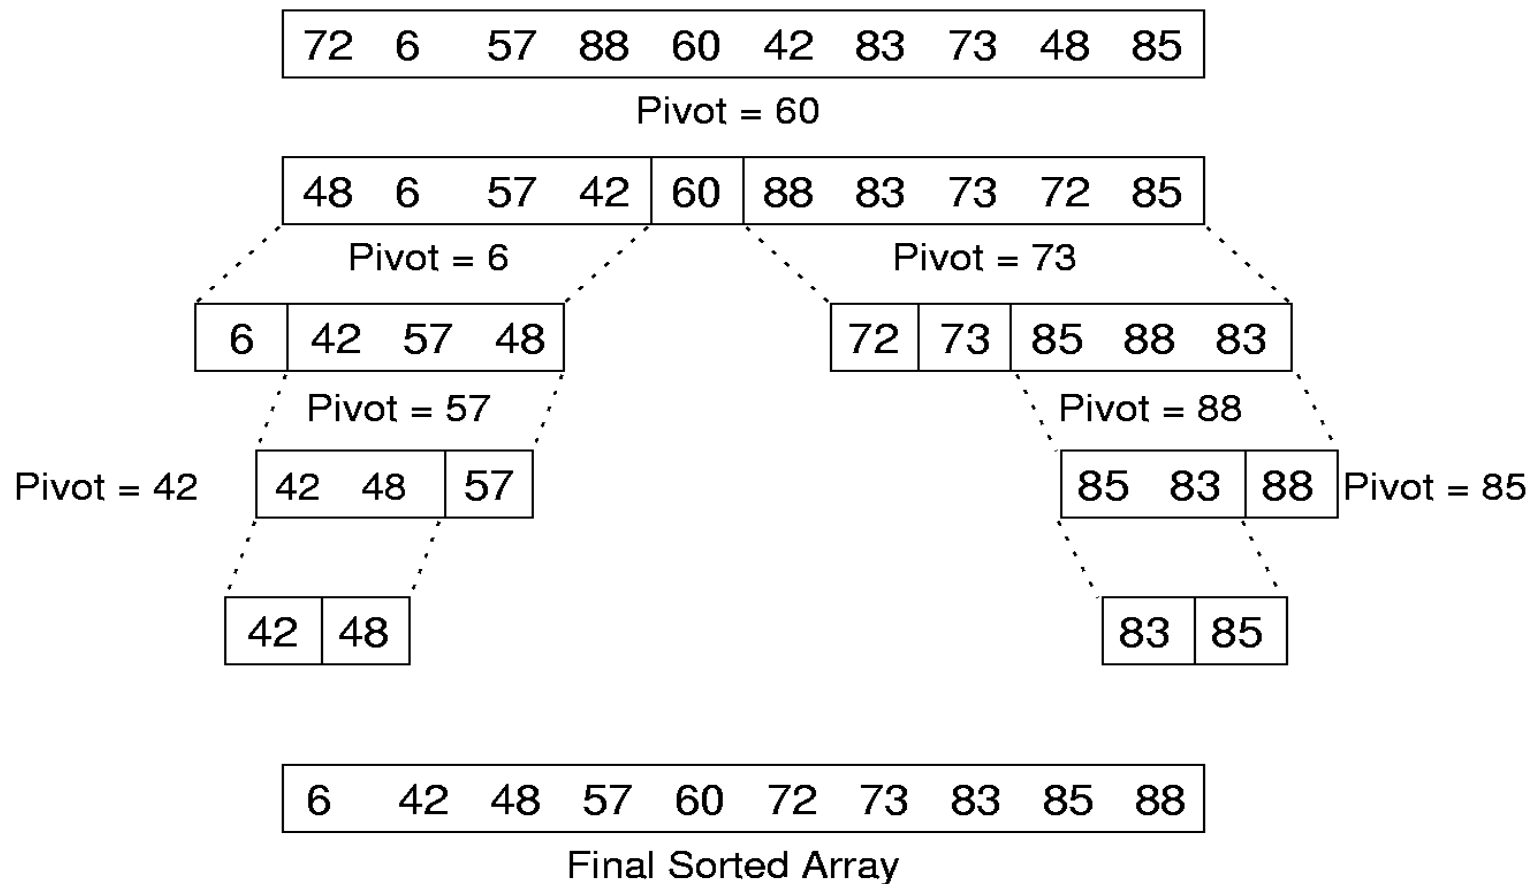 72 6 57 88 60 42 83 73 48 85
Pivot = 60
48 6 57 42 60 88 83 73 72 85
Pivot = 6 Pivot = 73
6 42 57 48 72 73 85 88 83
Pivot = 57 Pivot = 88
Pivot = 42 42 48 57 85 83 88 Pivot = 85
42 48 83 85
6 42 48 57 60 72 73 83 85 88
Final Sorted Array